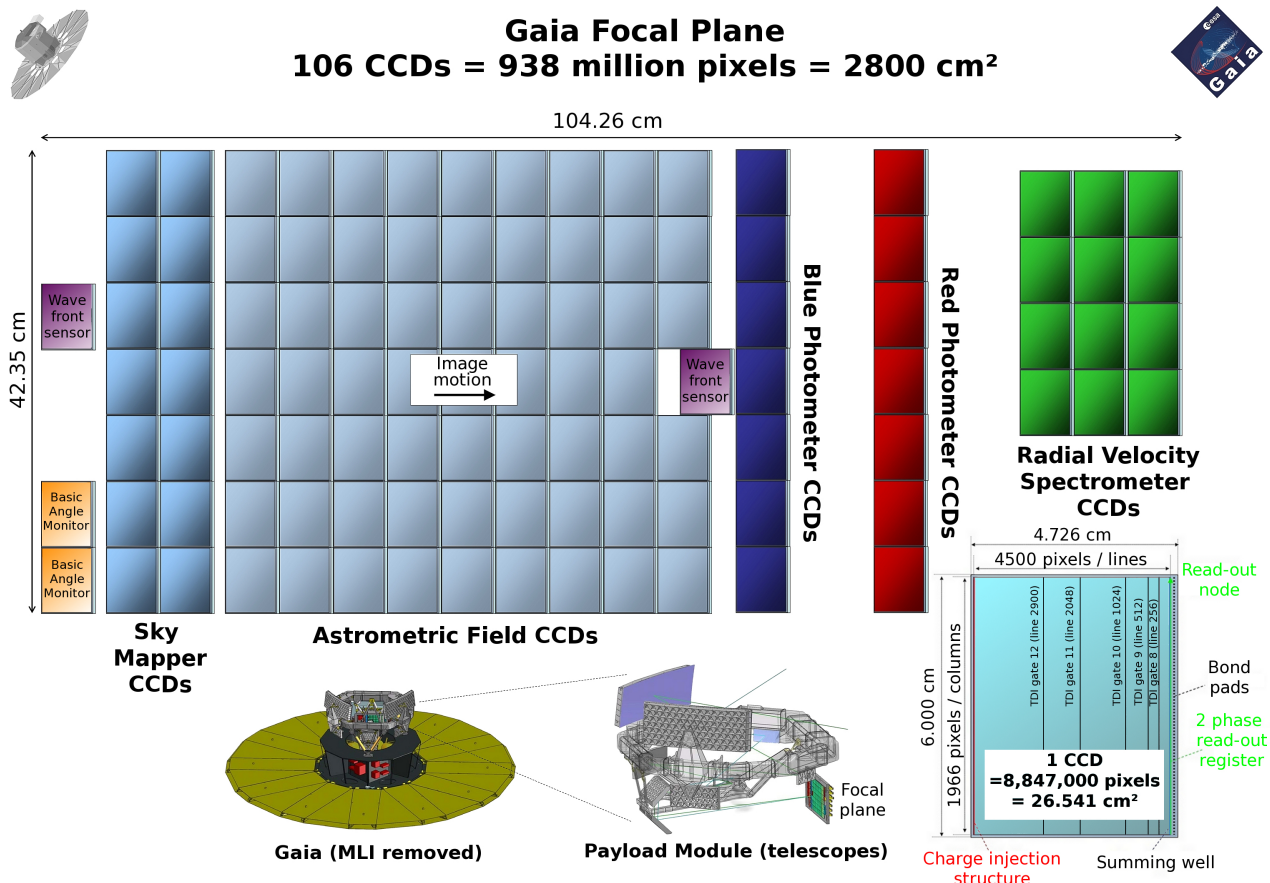 Gaia Focal Plane
106 CCDs = 938 million pixels = 2800 cm²
esa
Gaia
104.26 cm
42.35 cm
Wave
front
sensor
Basic
Angle
Monitor
Basic
Angle
Monitor
Image
motion
Wave
front
sensor
Blue Photometer CCDs
Red Photometer CCDs
Sky
Mapper
CCDs
Astrometric Field CCDs
Radial Velocity
Spectrometer
CCDs
4.726 cm
4500 pixels / lines
Read-out
node
6.000 cm
1966 pixels / columns
TDI gate 12 (line 2900)
TDI gate 11 (line 2048)
TDI gate 10 (line 1024)
TDI gate 9 (line 512)
TDI gate 8 (line 256)
Bond
pads
2 phase
read-out
register
1 CCD
=8,847,000 pixels
= 26.541 cm²
Charge injection
structure
Summing well
Focal
plane
Gaia (MLI removed)
Payload Module (telescopes)